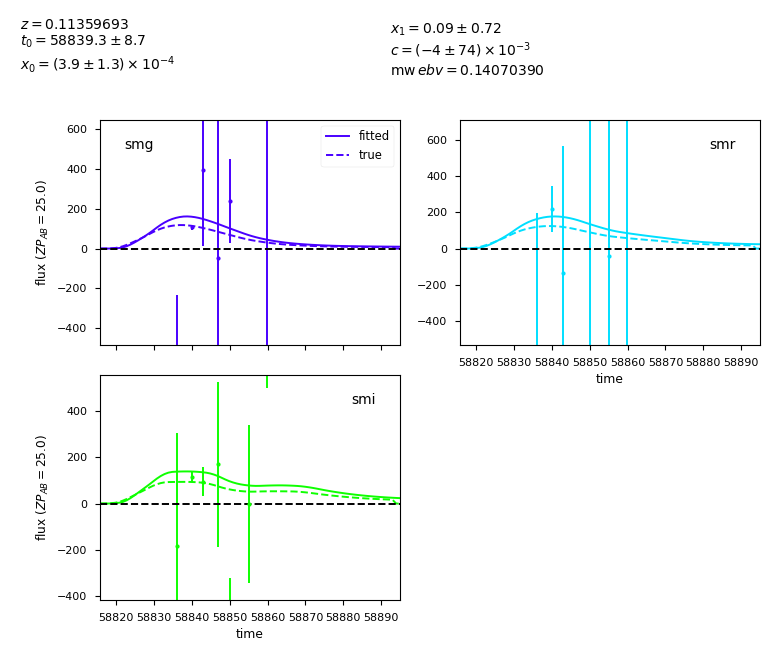 z = 0.11359693
t₀ = 58839.3 ± 8.7
x₀ = (3.9 ± 1.3) × 10⁻⁴
x₁ = 0.09 ± 0.72
c = (−4 ± 74) × 10⁻³
mw ebv = 0.14070390
600
400
200
0
−200
−400
flux (ZP_AB = 25.0)
smg
fitted
true
600
400
200
0
−200
−400
smr
58820 58830 58840 58850 58860 58870 58880 58890
time
400
200
0
−200
−400
flux (ZP_AB = 25.0)
smi
58820 58830 58840 58850 58860 58870 58880 58890
time